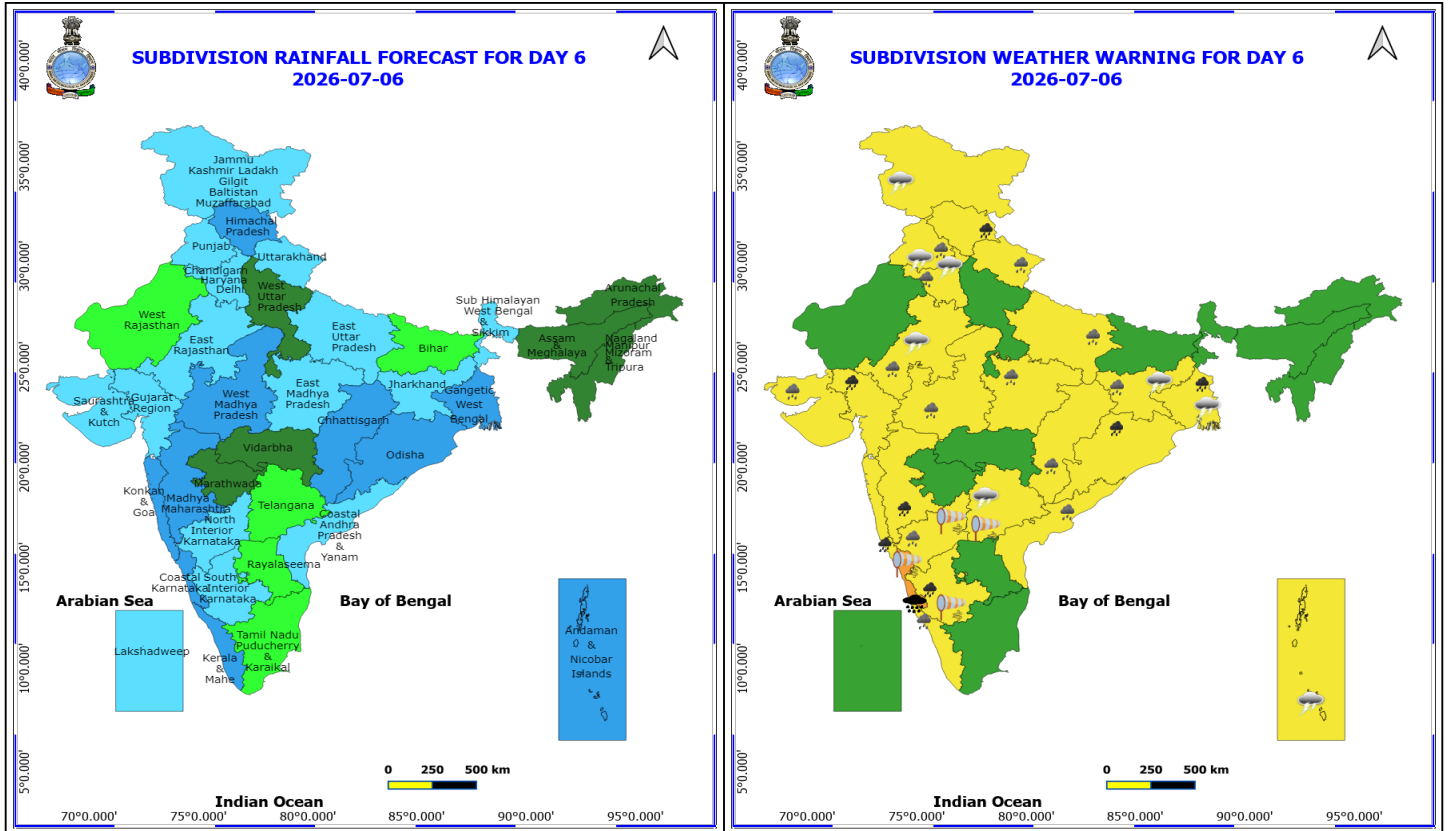 SUBDIVISION RAINFALL FORECAST FOR DAY 6
2026-07-06
40°0.000'
35°0.000'
30°0.000'
25°0.000'
20°0.000'
15°0.000'
10°0.000'
5°0.000'
Jammu
Kashmir Ladakh
Gilgit
Baltistan
Muzaffarabad
Himachal
Pradesh
Punjab
Uttarakhand
Chandigarh
Haryana
Delhi
West
Uttar
Pradesh
West
Rajasthan
East
Rajasthan
East
Uttar
Pradesh
Bihar
Sub Himalayan
West Bengal
&
Sikkim
Arunachal
Pradesh
Assam
&
Meghalaya
Nagaland
Manipur
Mizoram
&
Tripura
Saurashtra
&
Kutch
Gujarat
Region
West
Madhya
Pradesh
East
Madhya
Pradesh
Jharkhand
Gangetic
West
Bengal
Chhattisgarh
Odisha
Vidarbha
Marathwada
Konkan
&
Goa
Madhya
Maharashtra
Telangana
North
Interior
Karnataka
Coastal
Andhra
Pradesh
&
Yanam
Rayalaseema
Coastal
Karnataka
South
Interior
Karnataka
Tamil Nadu
Puducherry
&
Karaikal
Kerala
&
Mahe
Lakshadweep
Andaman
&
Nicobar
Islands
Arabian Sea
Bay of Bengal
Indian Ocean
0 250 500 km
70°0.000' 75°0.000' 80°0.000' 85°0.000' 90°0.000' 95°0.000'
SUBDIVISION WEATHER WARNING FOR DAY 6
2026-07-06
40°0.000'
35°0.000'
30°0.000'
25°0.000'
20°0.000'
15°0.000'
10°0.000'
5°0.000'
Arabian Sea
Bay of Bengal
Indian Ocean
0 250 500 km
70°0.000' 75°0.000' 80°0.000' 85°0.000' 90°0.000' 95°0.000'